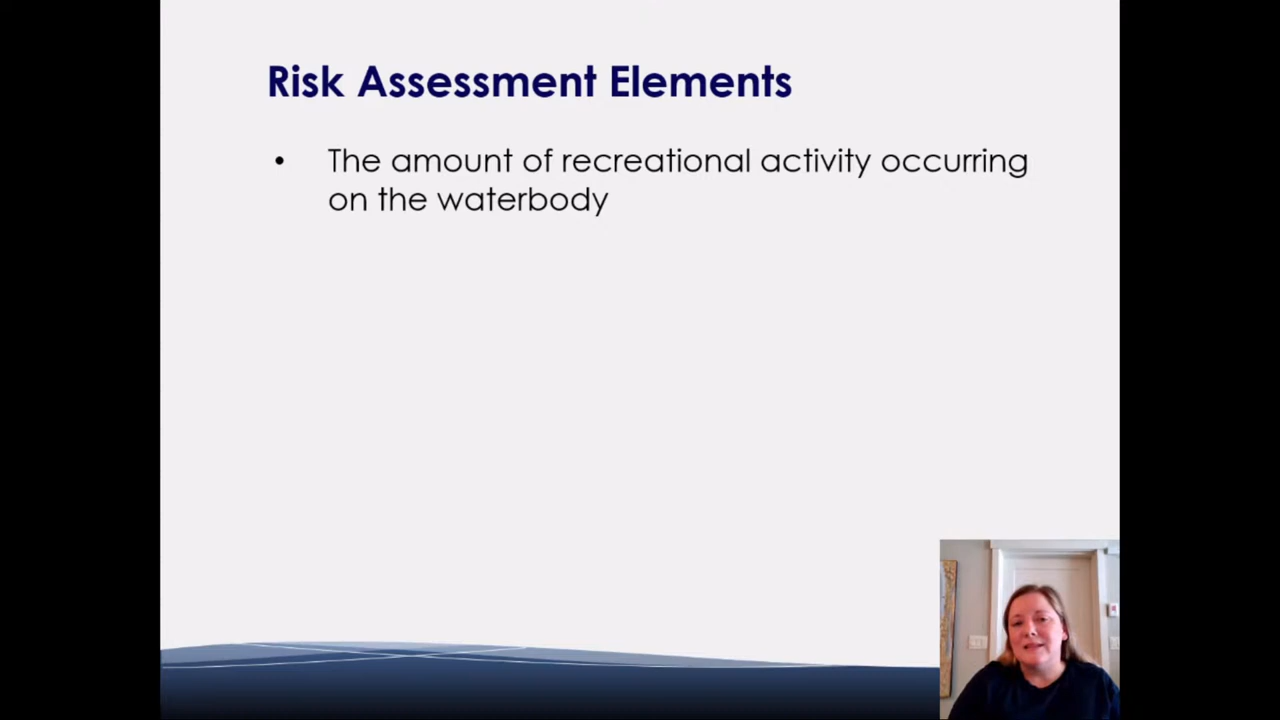 Risk Assessment Elements
• The amount of recreational activity occurring
on the waterbody